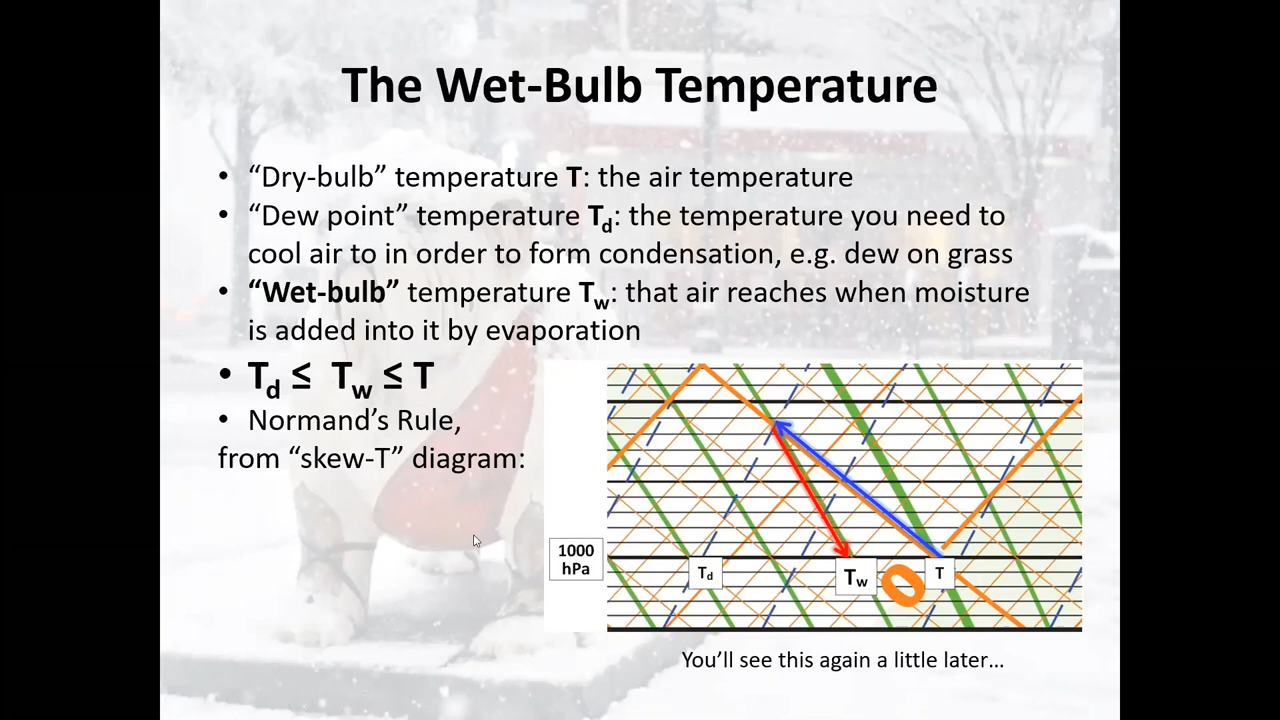 The Wet-Bulb Temperature
• “Dry-bulb” temperature T: the air temperature
• “Dew point” temperature Td: the temperature you need to
cool air to in order to form condensation, e.g. dew on grass
• “Wet-bulb” temperature Tw: that air reaches when moisture
is added into it by evaporation
• Td ≤ Tw ≤ T
• Normand’s Rule,
from “skew-T” diagram:
1000
hPa
Td
Tw
0
T
You’ll see this again a little later…